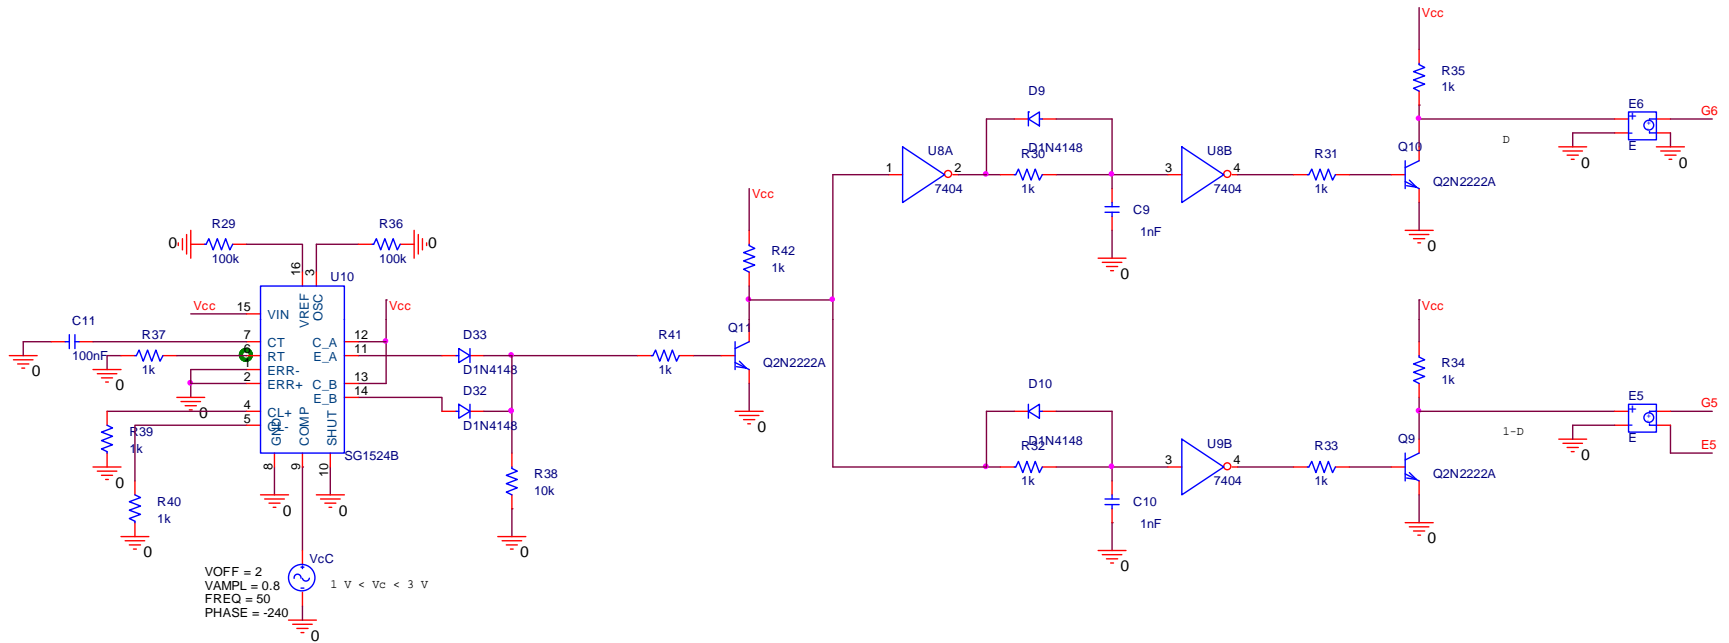 Vcc
R35
1k
D9
D1N4148
E6
G6
E
0
0
D
U8A
1
2
7404
R30
1k
U8B
3
4
7404
R31
1k
Q10
Q2N2222A
0
C9
1nF
0
Vcc
R42
1k
R29
100k
0
R36
100k
0
16
3
U10
Vcc
15
VIN
VREF
OSC
Vcc
C11
100nF
0
R37
1k
0
7
CT
6
RT
1
ERR-
2
ERR+
0
4
CL+
5
CL-
GND
COMP
SHUT
C_A
12
E_A
11
C_B
13
E_B
14
SG1524B
8
9
10
0
0
R39
1k
0
R40
1k
0
D33
D1N4148
D32
D1N4148
R38
10k
0
R41
1k
Q11
Q2N2222A
0
VcC
VOFF = 2
VAMPL = 0.8
FREQ = 50
PHASE = -240
1 V < Vc < 3 V
0
Vcc
R34
1k
D10
D1N4148
R32
1k
C10
1nF
0
U9B
3
4
7404
R33
1k
Q9
Q2N2222A
0
1-D
E5
G5
E
E5
0